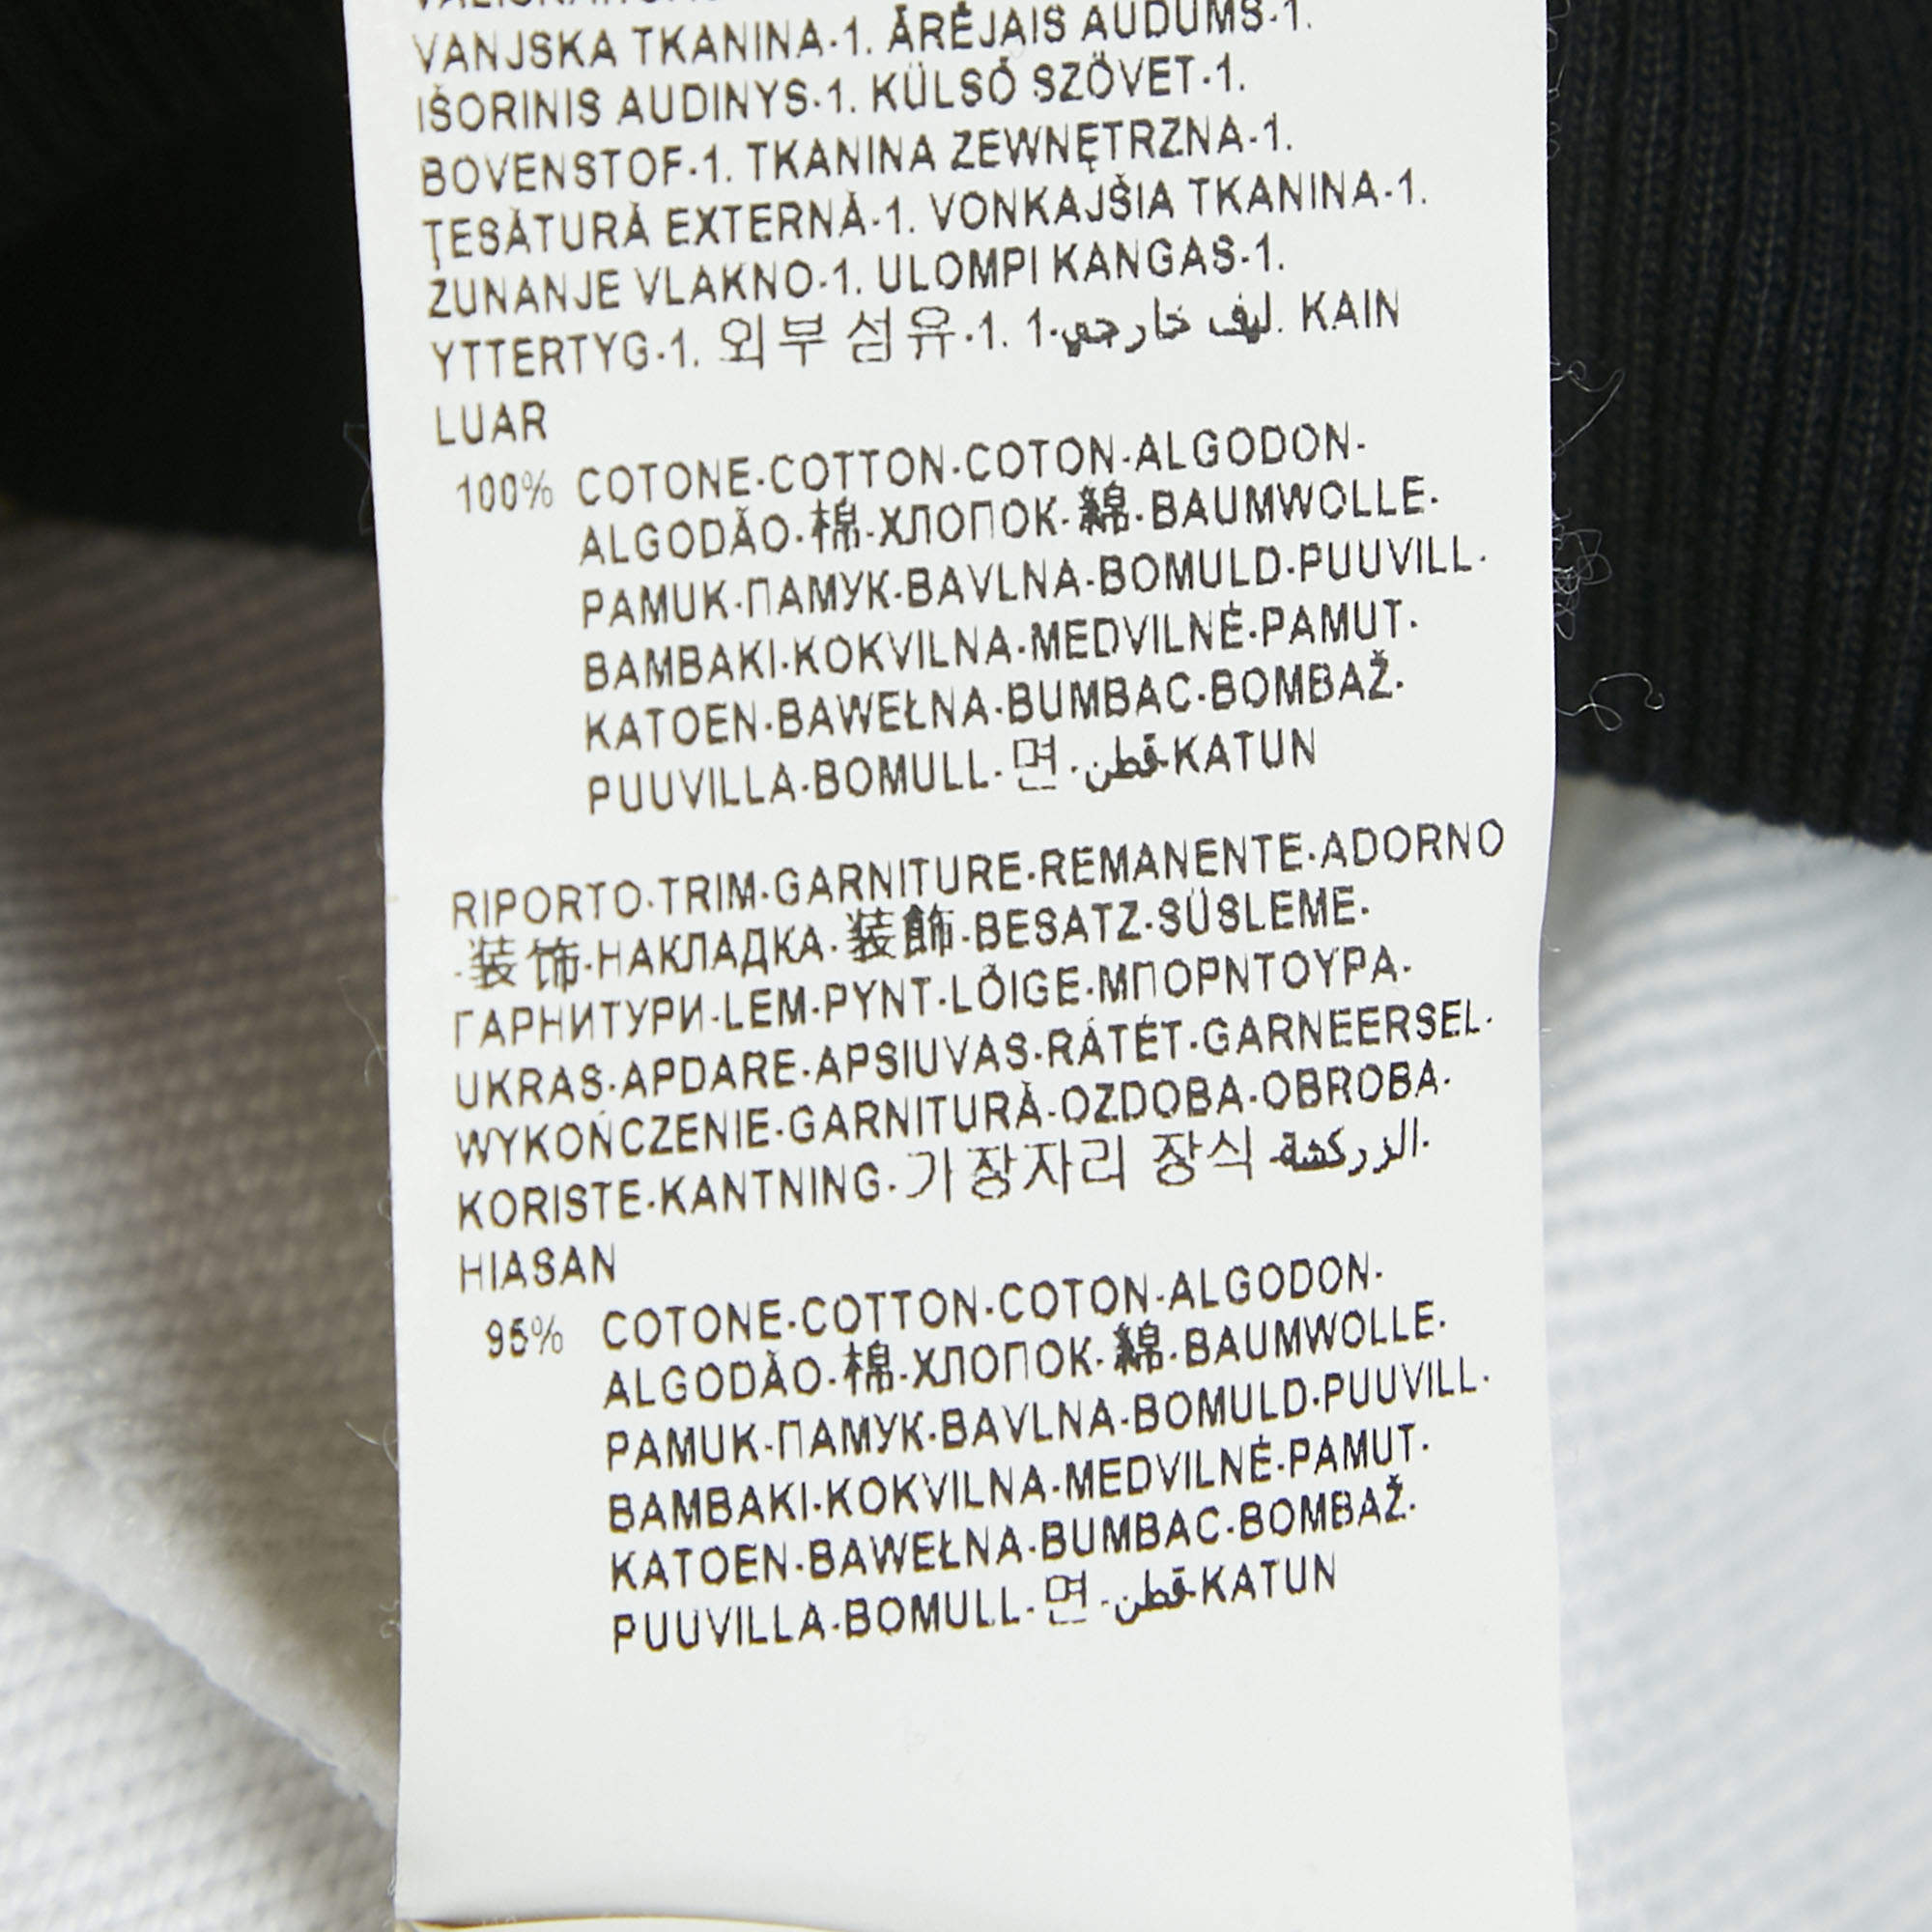 VANJSKA TKANINA-1. ĀRĒJAIS AUDUMS-1.
IŠORINIS AUDINYS-1. KÜLSŐ SZÖVET-1.
BOVENSTOF-1. TKANINA ZEWNĘTRZNA-1.
ŢESĂTURĂ EXTERNĂ-1. VONKAJŠIA TKANINA-1.
ZUNANJE VLAKNO-1. ULOMPI KANGAS-1.
YTTERTYG-1. 외부 섬유-1. 1-ليف خارجي. KAIN
LUAR
100% COTONE-COTTON-COTON-ALGODON-
ALGODÃO-棉-ХЛОПОК-綿-BAUMWOLLE-
PAMUK-ПАМУК-BAVLNA-BOMULD-PUUVILL-
BAMBAKI-KOKVILNA-MEDVILNĖ-PAMUT-
KATOEN-BAWEŁNA-BUMBAC-BOMBAŽ-
PUUVILLA-BOMULL-면-قطن-KATUN
RIPORTO-TRIM-GARNITURE-REMANENTE-ADORNO
-装饰-НАКЛАДКА-装飾-BESATZ-SÜSLEME-
ГАРНИТУРИ-LEM-PYNT-LÕIGE-ΜΠΟΡΝΤΟΥΡΑ-
UKRAS-APDARE-APSIUVAS-RÁTÉT-GARNEERSEL-
WYKOŃCZENIE-GARNITURĂ-OZDOBA-OBROBA-
KORISTE-KANTNING-가장자리 장식-الزركشة-
HIASAN
95% COTONE-COTTON-COTON-ALGODON-
ALGODÃO-棉-ХЛОПОК-綿-BAUMWOLLE-
PAMUK-ПАМУК-BAVLNA-BOMULD-PUUVILL-
BAMBAKI-KOKVILNA-MEDVILNĖ-PAMUT-
KATOEN-BAWEŁNA-BUMBAC-BOMBAŽ-
PUUVILLA-BOMULL-면-قطن-KATUN